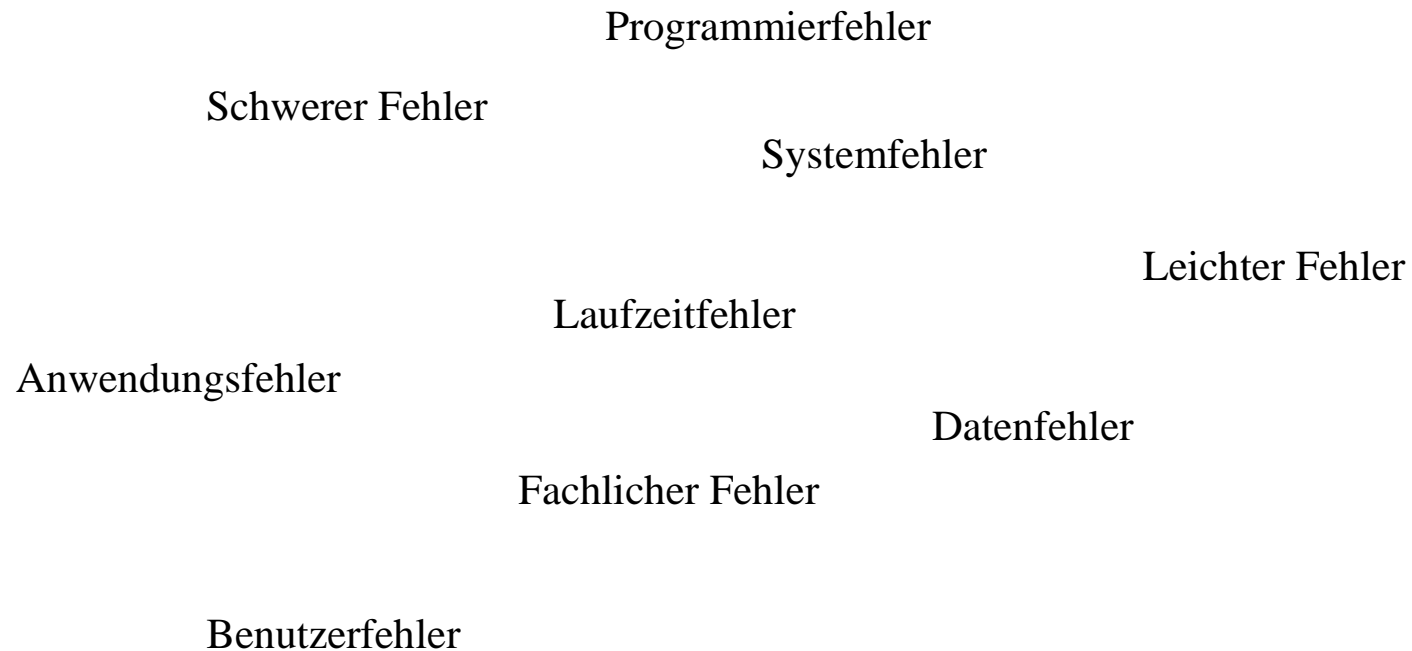 Programmierfehler
Schwerer Fehler
Systemfehler
Leichter Fehler
Laufzeitfehler
Anwendungsfehler
Datenfehler
Fachlicher Fehler
Benutzerfehler